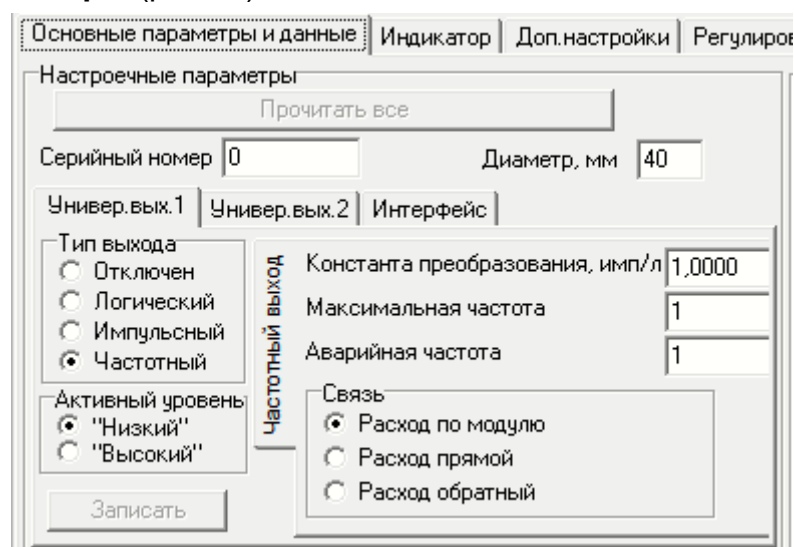 Основные параметры и данные Индикатор Доп.настройки Регулиров
Настроечные параметры
Прочитать все
Серийный номер 0 Диаметр, мм 40
Универ.вых.1 Универ.вых.2 Интерфейс
Тип выхода
Отключен
Логический
Импульсный
Частотный
Активный уровень
"Низкий"
"Высокий"
Записать
Частотный выход
Константа преобразования, имп/л 1,0000
Максимальная частота 1
Аварийная частота 1
Связь
Расход по модулю
Расход прямой
Расход обратный